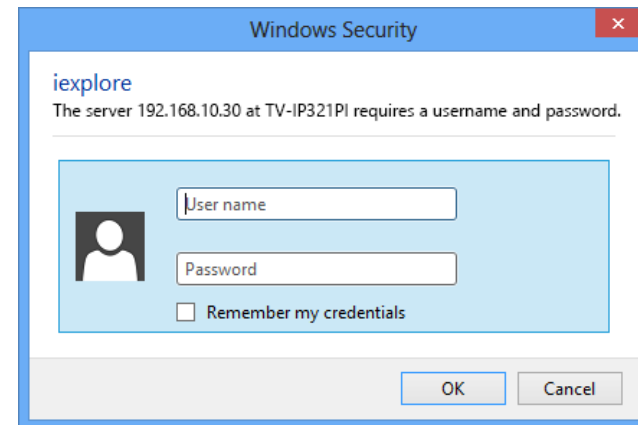 Windows Security
iexplore
The server 192.168.10.30 at TV-IP321PI requires a username and password.
User name
Password
Remember my credentials
OK Cancel